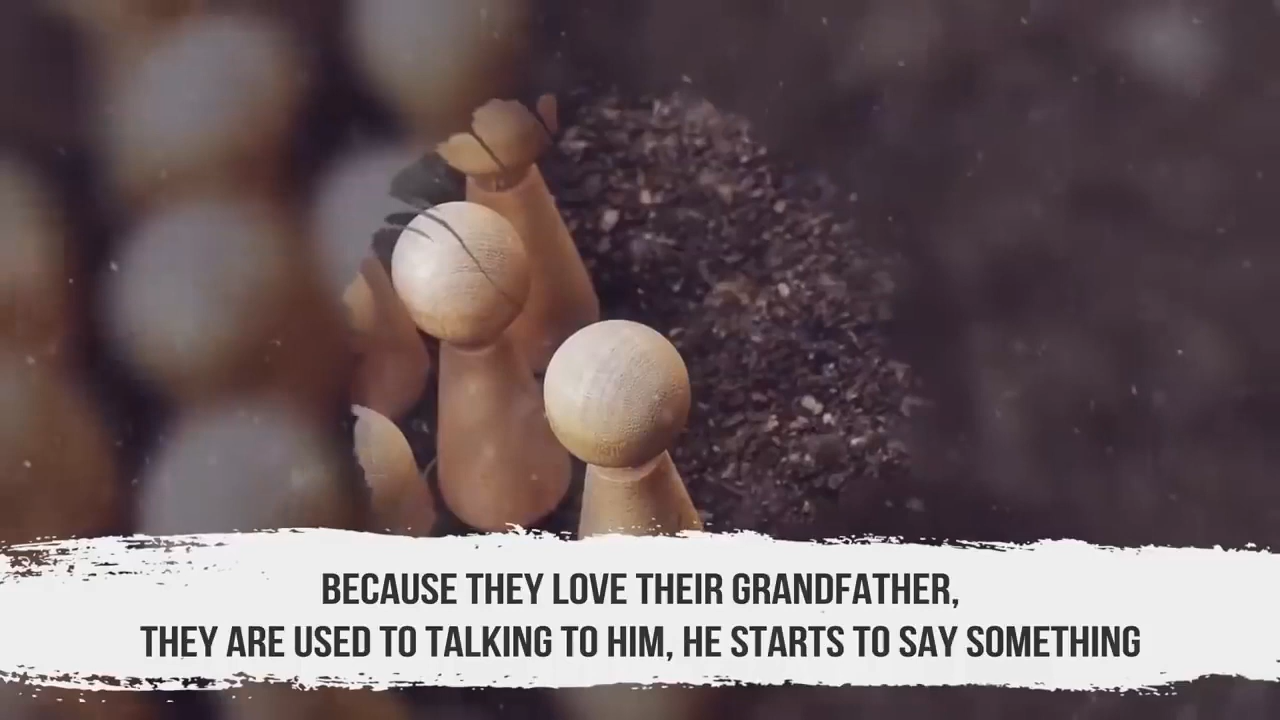 BECAUSE THEY LOVE THEIR GRANDFATHER,
THEY ARE USED TO TALKING TO HIM, HE STARTS TO SAY SOMETHING